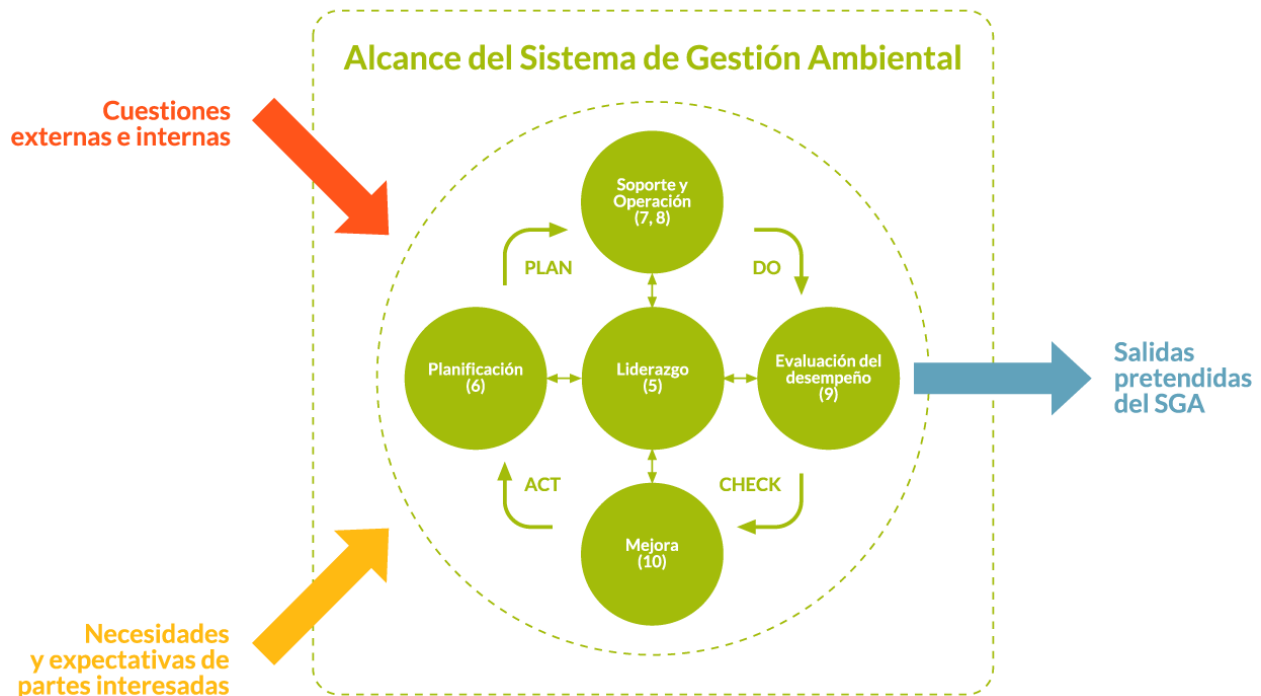 Alcance del Sistema de Gestión Ambiental
Cuestiones
externas e internas
Soporte y
Operación
(7, 8)
PLAN
DO
Planificación
(6)
Liderazgo
(5)
Evaluación del
desempeño
(9)
Salidas
pretendidas
del SGA
ACT
CHECK
Mejora
(10)
Necesidades
y expectativas de
partes interesadas